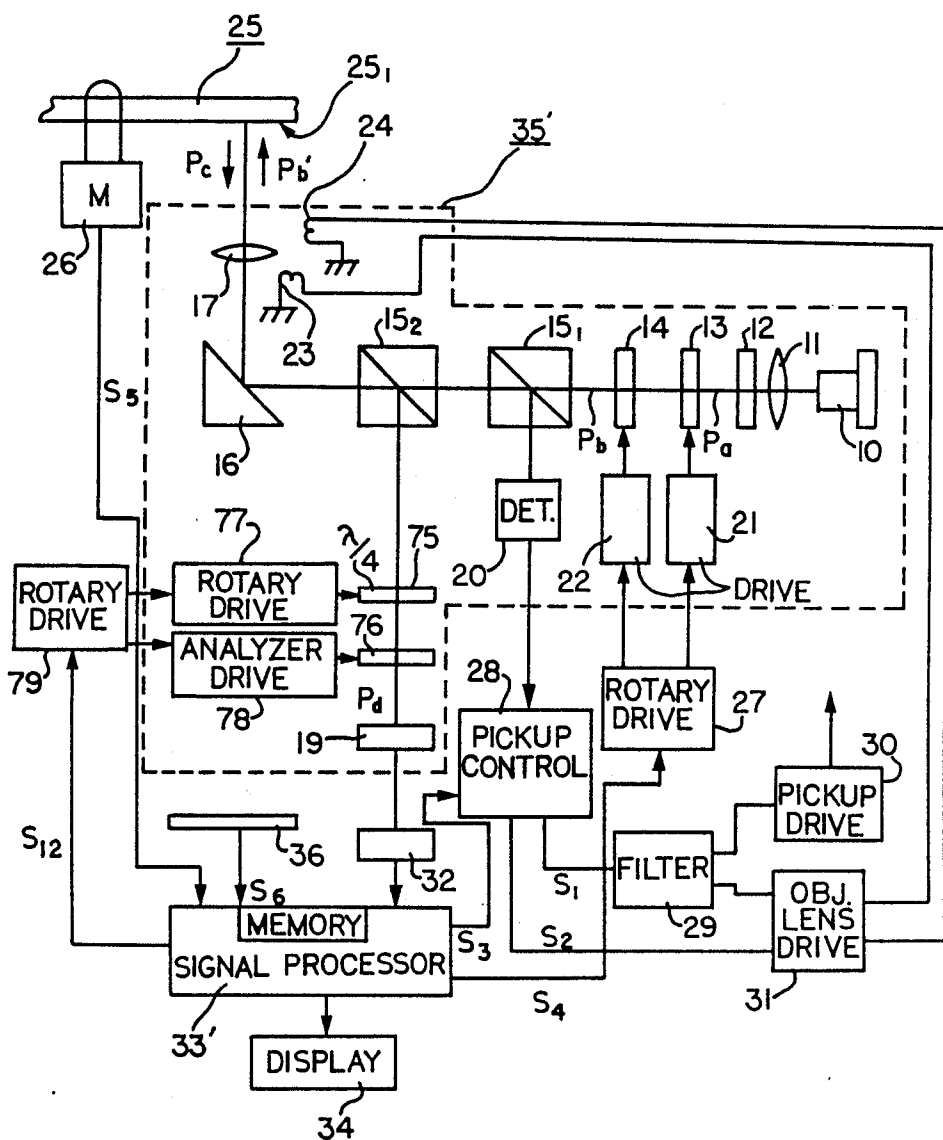 25
25₁
24
35'
Pc
Pb'
M
26
17
23
15₂
15₁
14
13
12
11
S₅
16
Pb
Pa
10
DET.
20
22
21
DRIVE
77
λ/4
75
ROTARY
DRIVE
79
ROTARY
DRIVE
76
ANALYZER
DRIVE
78
Pd
19
28
PICKUP
CONTROL
ROTARY
DRIVE
27
30
PICKUP
DRIVE
S₁₂
36
32
S₁
FILTER
29
S₆
MEMORY
S₃
S₂
OBJ.
LENS
DRIVE
31
SIGNAL PROCESSOR
S₄
33'
DISPLAY
34